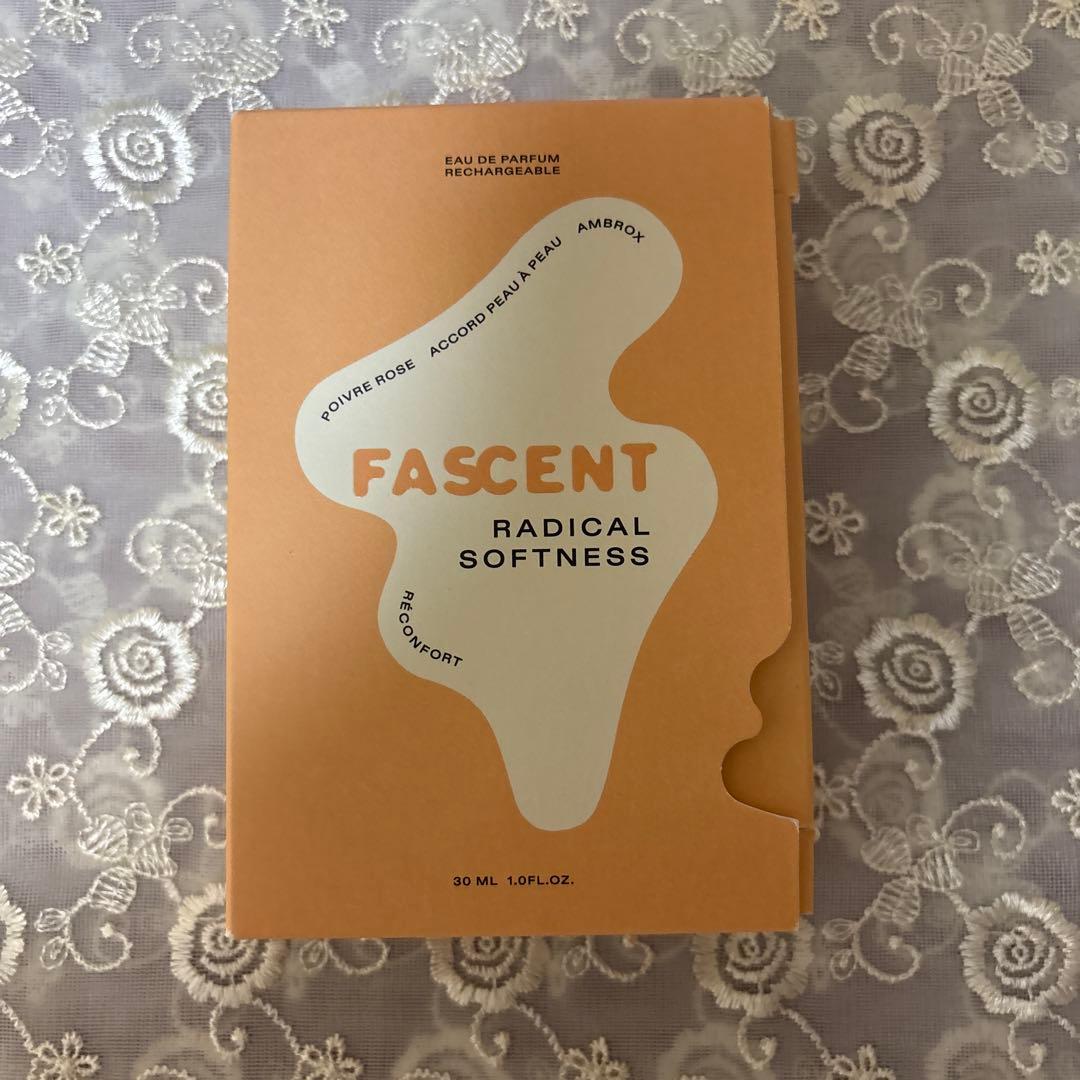 EAU DE PARFUM
RECHARGEABLE
POIVRE ROSE ACCORD PEAU À PEAU AMBROX
FASCENT
RADICAL
SOFTNESS
RÉCONFORT
30 ML 1.0FL.OZ.